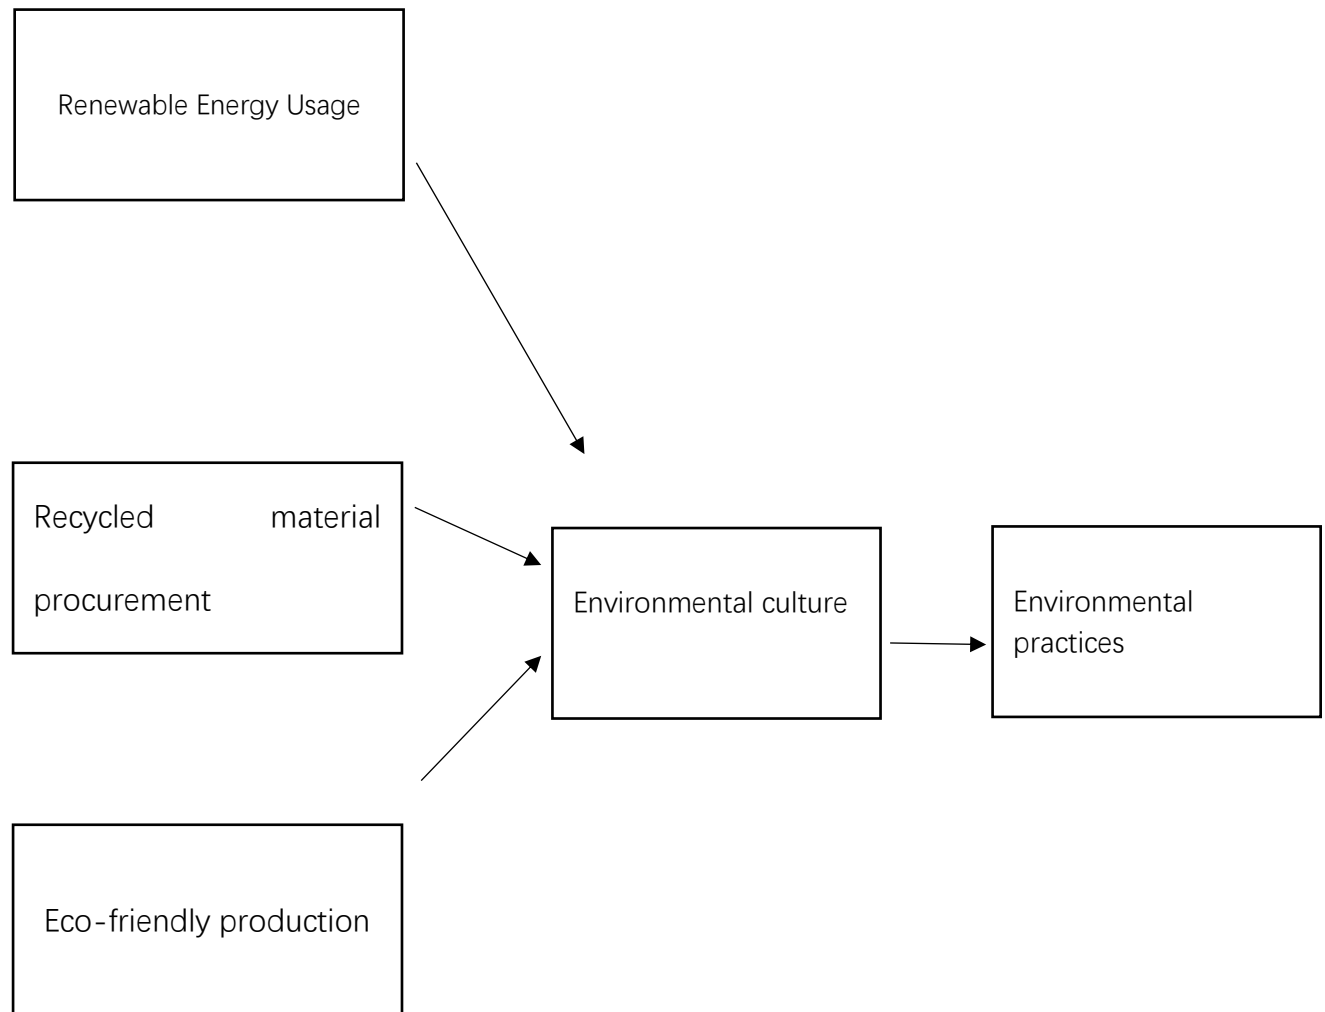 Renewable Energy Usage
Recycled material
procurement
Environmental culture
Environmental
practices
Eco-friendly production